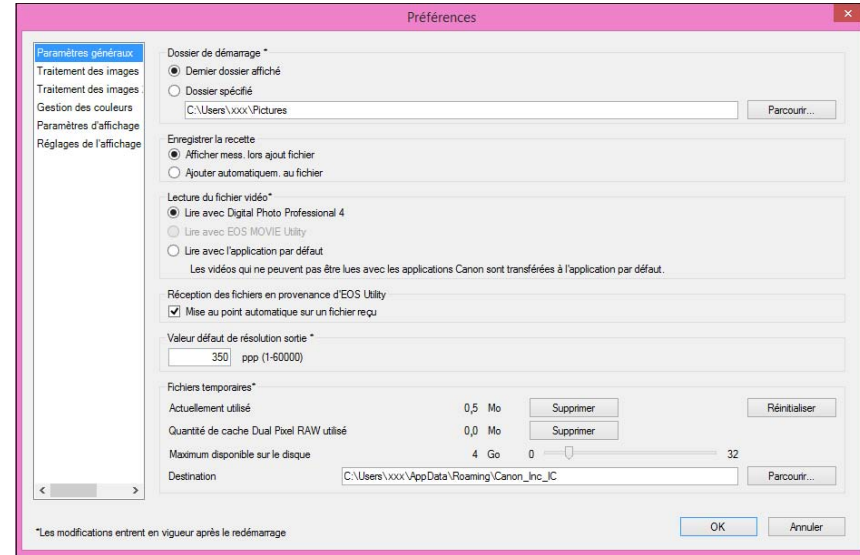 Préférences
Paramètres généraux
Traitement des images
Traitement des images
Gestion des couleurs
Paramètres d'affichage
Réglages de l'affichage
Dossier de démarrage *
Dernier dossier affiché
Dossier spécifié
C:\Users\xxx\Pictures
Parcourir...
Enregistrer la recette
Afficher mess. lors ajout fichier
Ajouter automatiquem. au fichier
Lecture du fichier vidéo*
Lire avec Digital Photo Professional 4
Lire avec EOS MOVIE Utility
Lire avec l'application par défaut
Les vidéos qui ne peuvent pas être lues avec les applications Canon sont transférées à l'application par défaut.
Réception des fichiers en provenance d'EOS Utility
Mise au point automatique sur un fichier reçu
Valeur défaut de résolution sortie *
350 ppp (1-60000)
Fichiers temporaires*
Actuellement utilisé 0,5 Mo Supprimer Réinitialiser
Quantité de cache Dual Pixel RAW utilisé 0,0 Mo Supprimer
Maximum disponible sur le disque 4 Go 0 32
Destination C:\Users\xxx\AppData\Roaming\Canon_Inc_IC Parcourir...
*Les modifications entrent en vigueur après le redémarrage
OK Annuler